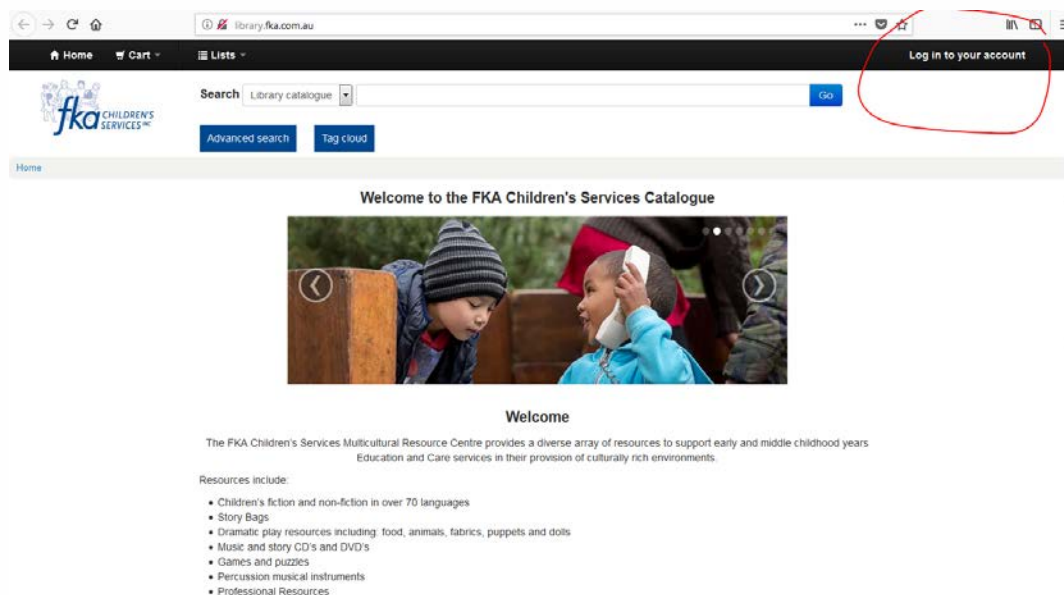 library.fka.com.au
Home Cart Lists Log in to your account
fka CHILDREN'S SERVICES INC
Search Library catalogue Go
Advanced search Tag cloud
Home
Welcome to the FKA Children's Services Catalogue
Welcome
The FKA Children's Services Multicultural Resource Centre provides a diverse array of resources to support early and middle childhood years
Education and Care services in their provision of culturally rich environments.
Resources include:
• Children's fiction and non-fiction in over 70 languages
• Story Bags
• Dramatic play resources including: food, animals, fabrics, puppets and dolls
• Music and story CD's and DVD's
• Games and puzzles
• Percussion musical instruments
• Professional Resources